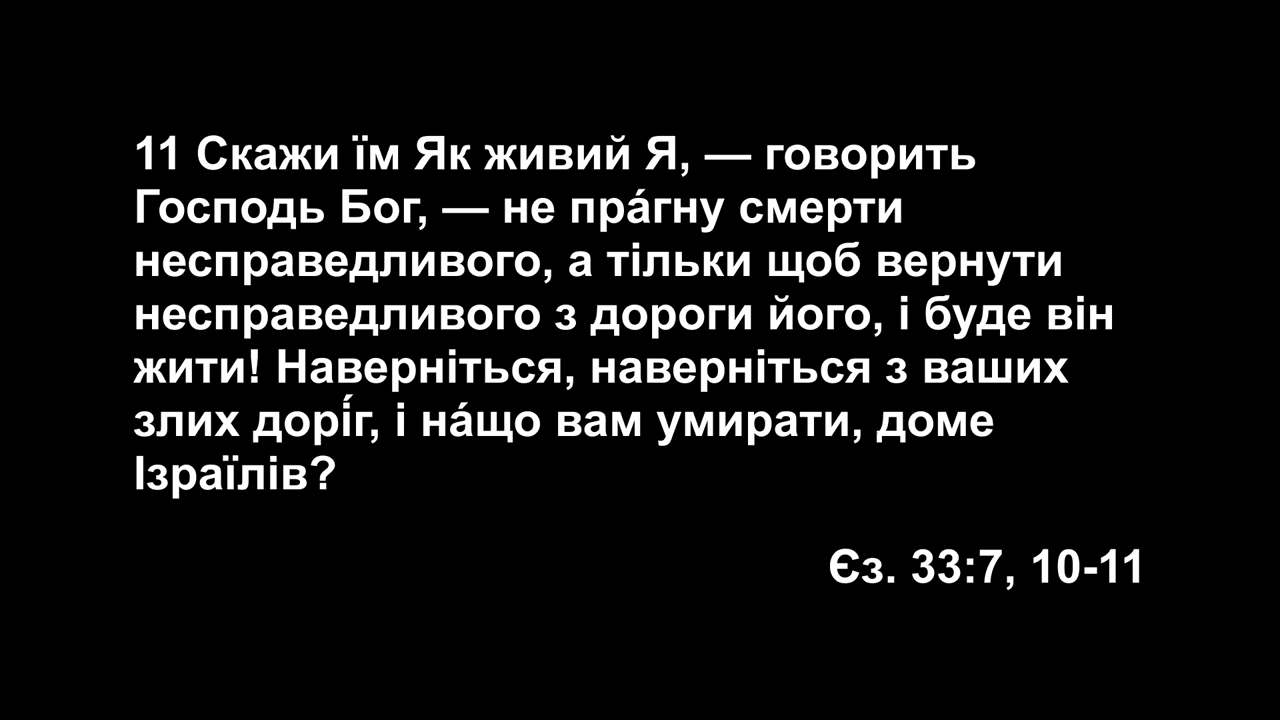 11 Скажи їм Як живий Я, — говорить
Господь Бог, — не пра́гну смерти
несправедливого, а тільки щоб вернути
несправедливого з дороги його, і буде він
жити! Наверніться, наверніться з ваших
злих дорі́г, і на́що вам умирати, доме
Ізраїлів?
Єз. 33:7, 10-11